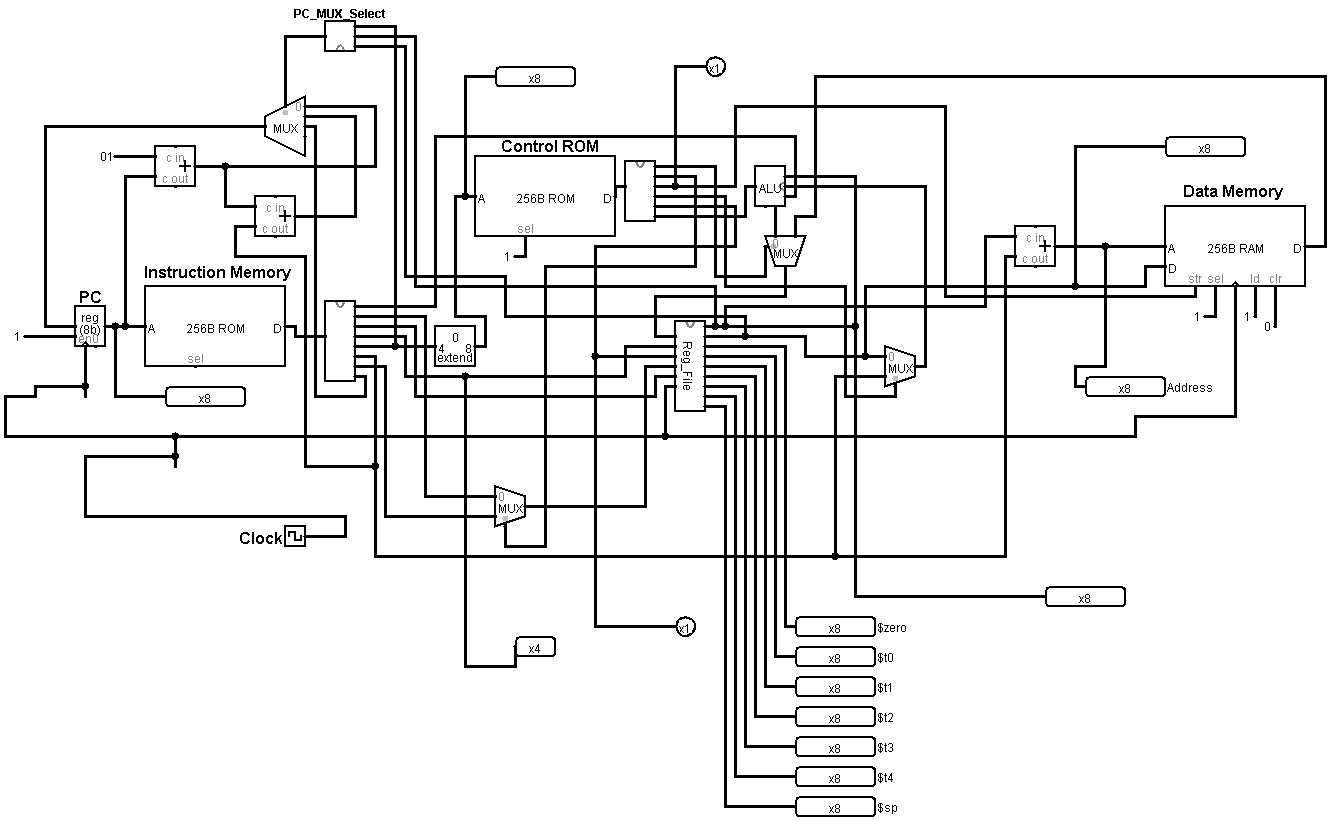 PC_MUX_Select
x8
x1
0
MUX
01
c in
+
c out
Control ROM
A
256B ROM
D
sel
1
ALU
x8
Data Memory
c in
+
c out
0
MUX
c in
+
c out
A
256B RAM
D
D
str sel
ld
clr
1
1
0
Instruction Memory
PC
reg
(8b)
en0
1
A
256B ROM
D
sel
x8
0
4
8
extend
Reg_File
0
MUX
x8
Address
0
MUX
Clock
x8
x1
x4
x8
$zero
x8
$t0
x8
$t1
x8
$t2
x8
$t3
x8
$t4
x8
$sp